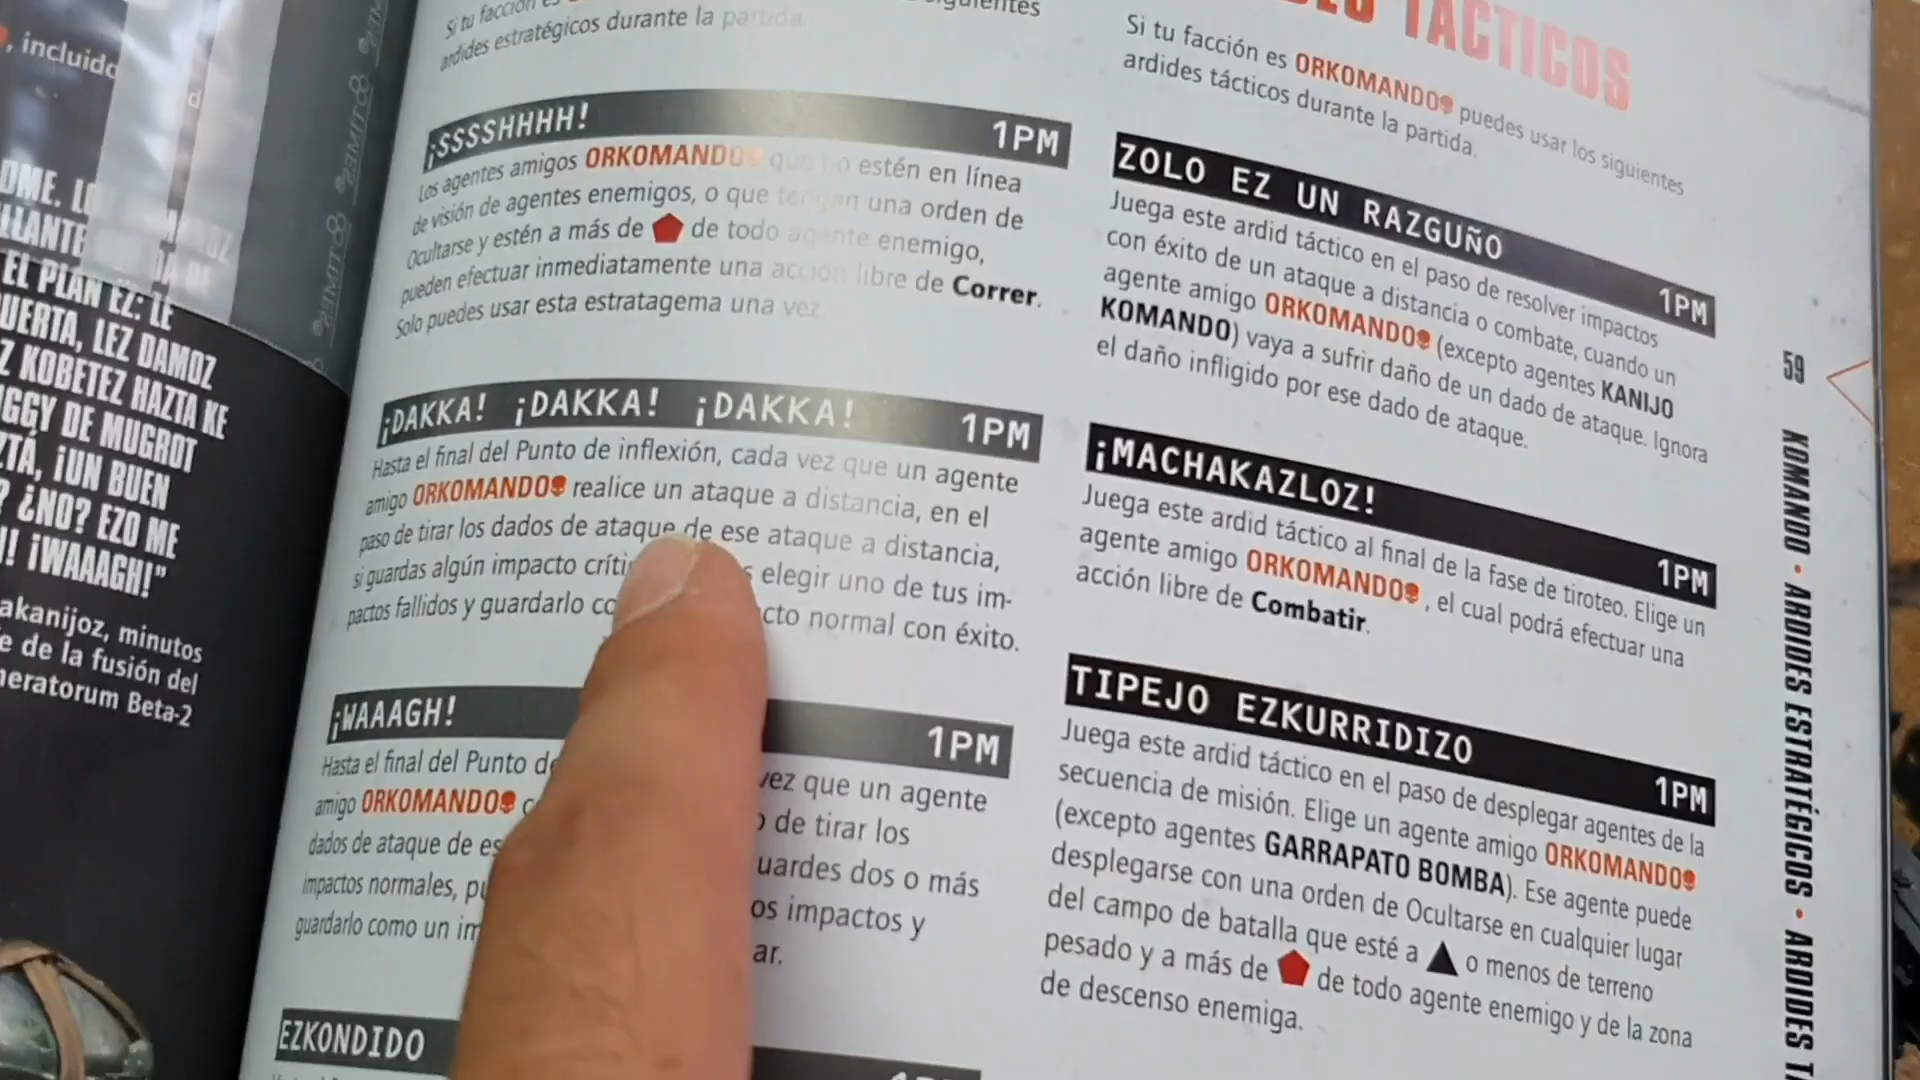 , incluido
EL PLAN EZ: LE
UERTA, LEZ DAMOZ
Z KOBETEZ HAZTA KE
GGY DE MUGROT
ZTÁ, ¡UN BUEN
? ¿NO? EZO ME
! ¡WAAAGH!”
akanijoz, minutos
e de la fusión del
neratorum Beta-2
Si tu facción es
siguientes
ardides estratégicos durante la partida
¡SSSSHHHH! 1PM
Los agentes amigos ORKOMANDO que no estén en línea
de visión de agentes enemigos, o que tengan una orden de
Ocultarse y estén a más de de todo agente enemigo,
pueden efectuar inmediatamente una acción libre de Correr.
Solo puedes usar esta estratagema una vez.
¡DAKKA! ¡DAKKA! ¡DAKKA! 1PM
Hasta el final del Punto de inflexión, cada vez que un agente
amigo ORKOMANDO realice un ataque a distancia, en el
paso de tirar los dados de ataque de ese ataque a distancia,
si guardas algún impacto críti elegir uno de tus im-
pactos fallidos y guardarlo co cto normal con éxito.
¡WAAAGH! 1PM
Hasta el final del Punto de vez que un agente
amigo ORKOMANDO de tirar los
dados de ataque de es uardes dos o más
impactos normales, pu os impactos y
guardarlo como un im ar.
EZKONDIDO
TÁCTICOS
Si tu facción es ORKOMANDO puedes usar los siguientes
ardides tácticos durante la partida.
ZOLO EZ UN RAZGUÑO 1PM
Juega este ardid táctico en el paso de resolver impactos
con éxito de un ataque a distancia o combate, cuando un
agente amigo ORKOMANDO (excepto agentes KANIJO
KOMANDO) vaya a sufrir daño de un dado de ataque. Ignora
el daño infligido por ese dado de ataque.
¡MACHAKAZLOZ! 1PM
Juega este ardid táctico al final de la fase de tiroteo. Elige un
agente amigo ORKOMANDO, el cual podrá efectuar una
acción libre de Combatir.
TIPEJO EZKURRIDIZO 1PM
Juega este ardid táctico en el paso de desplegar agentes de la
secuencia de misión. Elige un agente amigo ORKOMANDO
(excepto agentes GARRAPATO BOMBA). Ese agente puede
desplegarse con una orden de Ocultarse en cualquier lugar
del campo de batalla que esté a o menos de terreno
pesado y a más de de todo agente enemigo y de la zona
de descenso enemiga.
59
KOMANDO • ARDIDES ESTRATÉGICOS • ARDIDES